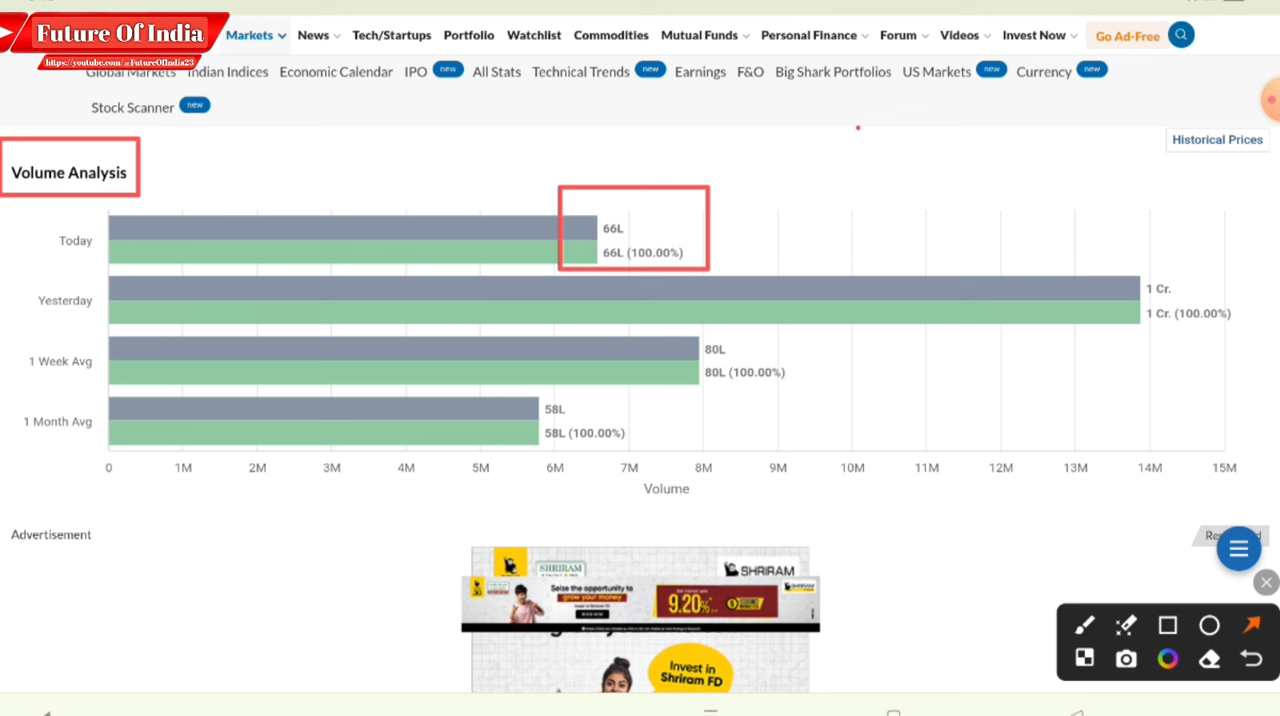 Future Of India
https://youtube.com/@FutureOfIndia23
Markets News Tech/Startups Portfolio Watchlist Commodities Mutual Funds Personal Finance Forum Videos Invest Now Go Ad-Free
Global Markets Indian Indices Economic Calendar IPO new All Stats Technical Trends new Earnings F&O Big Shark Portfolios US Markets new Currency new
Stock Scanner new
Historical Prices
Volume Analysis
Today
66L
66L (100.00%)
Yesterday
1 Cr.
1 Cr. (100.00%)
1 Week Avg
80L
80L (100.00%)
1 Month Avg
58L
58L (100.00%)
0 1M 2M 3M 4M 5M 6M 7M 8M 9M 10M 11M 12M 13M 14M 15M
Volume
Advertisement
SHRIRAM
SHRIRAM
Seize the opportunity to
grow your money
9.20%
Invest in
Shriram FD